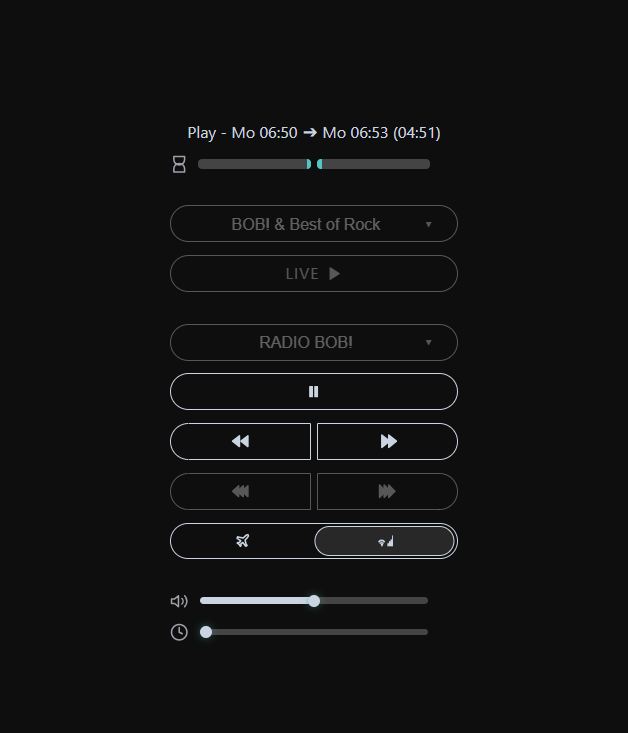 Play - Mo 06:50 ➔ Mo 06:53 (04:51)
BOB! & Best of Rock
LIVE
RADIO BOB!